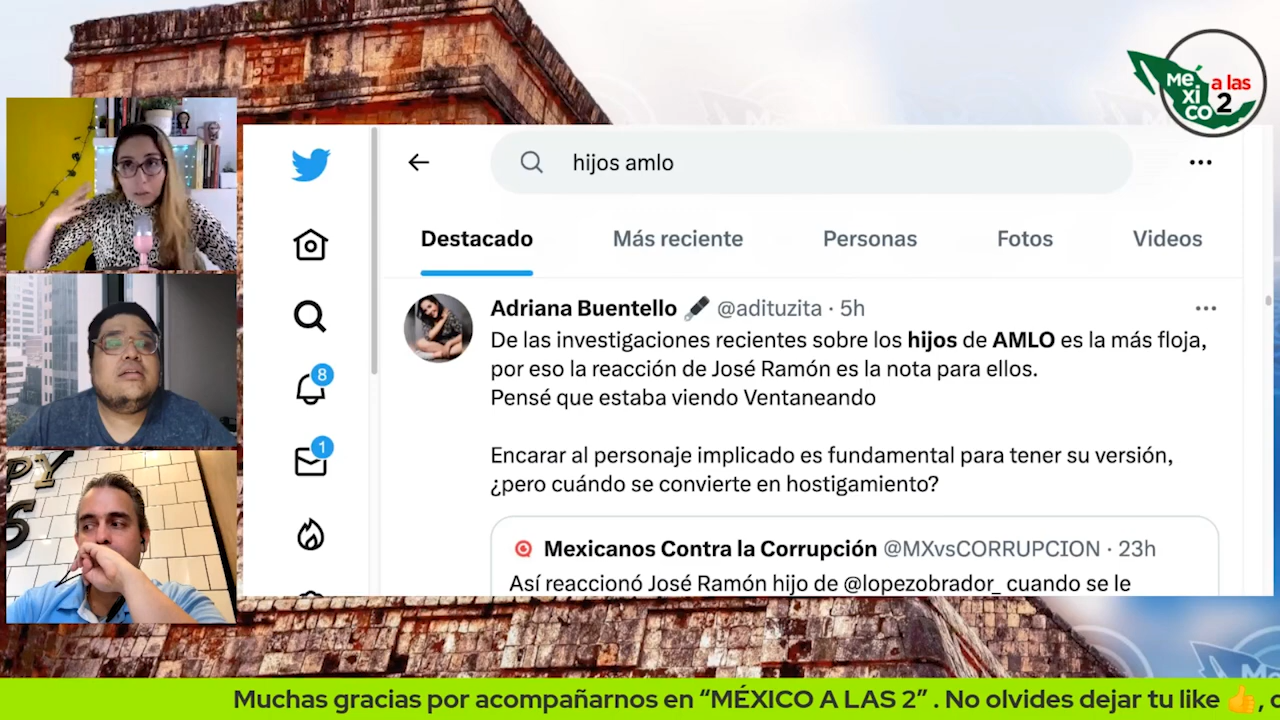 Mé
xi
co
a las
2
hijos amlo
Destacado
Más reciente
Personas
Fotos
Videos
Adriana Buentello @adituzita · 5h
De las investigaciones recientes sobre los hijos de AMLO es la más floja,
por eso la reacción de José Ramón es la nota para ellos.
Pensé que estaba viendo Ventaneando
Encarar al personaje implicado es fundamental para tener su versión,
¿pero cuándo se convierte en hostigamiento?
Mexicanos Contra la Corrupción @MXvsCORRUPCION · 23h
Así reaccionó José Ramón hijo de @lopezobrador_ cuando se le
8
1
PY
6
Muchas gracias por acompañarnos en “MÉXICO A LAS 2” . No olvides dejar tu like 👍,